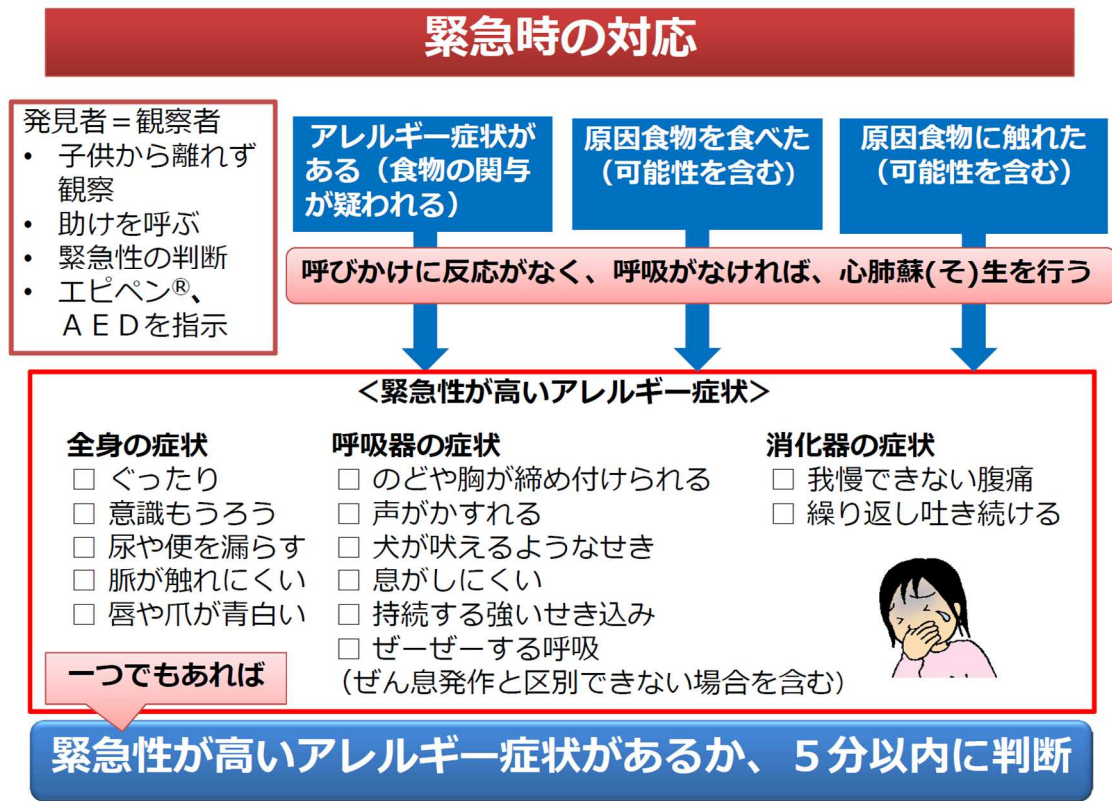 緊急時の対応
発見者＝観察者
• 子供から離れず
観察
• 助けを呼ぶ
• 緊急性の判断
• エピペン®、
ＡＥＤを指示
アレルギー症状が
ある（食物の関与
が疑われる）
原因食物を食べた
（可能性を含む）
原因食物に触れた
（可能性を含む）
呼びかけに反応がなく、呼吸がなければ、心肺蘇(そ)生を行う
＜緊急性が高いアレルギー症状＞
全身の症状
□ ぐったり
□ 意識もうろう
□ 尿や便を漏らす
□ 脈が触れにくい
□ 唇や爪が青白い
呼吸器の症状
□ のどや胸が締め付けられる
□ 声がかすれる
□ 犬が吠えるようなせき
□ 息がしにくい
□ 持続する強いせき込み
□ ぜーぜーする呼吸
（ぜん息発作と区別できない場合を含む）
消化器の症状
□ 我慢できない腹痛
□ 繰り返し吐き続ける
一つでもあれば
緊急性が高いアレルギー症状があるか、５分以内に判断